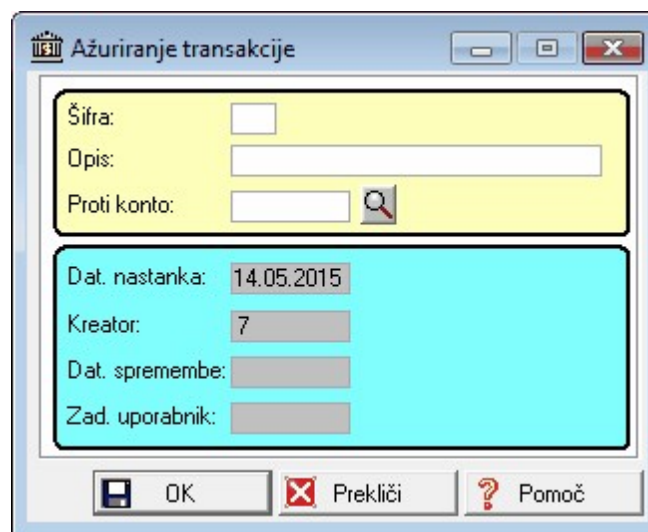 Ažuriranje transakcije
Šifra:
Opis:
Proti konto:
Dat. nastanka: 14.05.2015
Kreator: 7
Dat. spremembe:
Zad. uporabnik:
OK Prekliči Pomoč